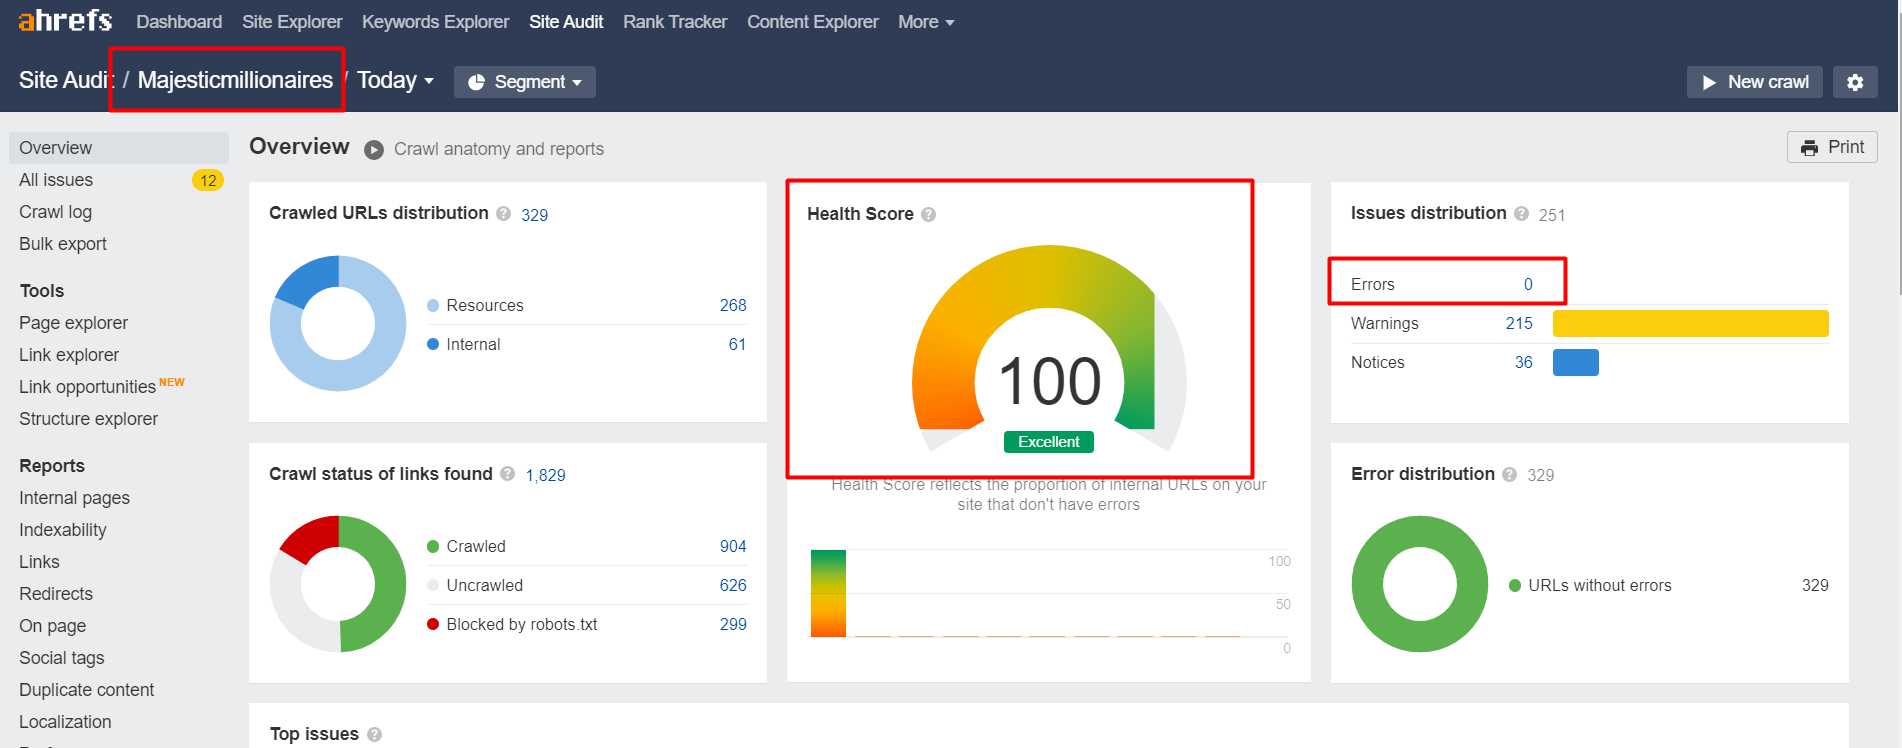 ahrefs Dashboard Site Explorer Keywords Explorer Site Audit Rank Tracker Content Explorer More
Site Audit / Majesticmillionaires / Today Segment New crawl
Overview
All issues 12
Crawl log
Bulk export
Tools
Page explorer
Link explorer
Link opportunities NEW
Structure explorer
Reports
Internal pages
Indexability
Links
Redirects
On page
Social tags
Duplicate content
Localization
Overview Crawl anatomy and reports Print
Crawled URLs distribution ? 329
Resources 268
Internal 61
Health Score ?
100
Excellent
Health Score reflects the proportion of internal URLs on your
site that don't have errors
100
50
0
Issues distribution ? 251
Errors 0
Warnings 215
Notices 36
Crawl status of links found ? 1,829
Crawled 904
Uncrawled 626
Blocked by robots.txt 299
Error distribution ? 329
URLs without errors 329
Top issues ?